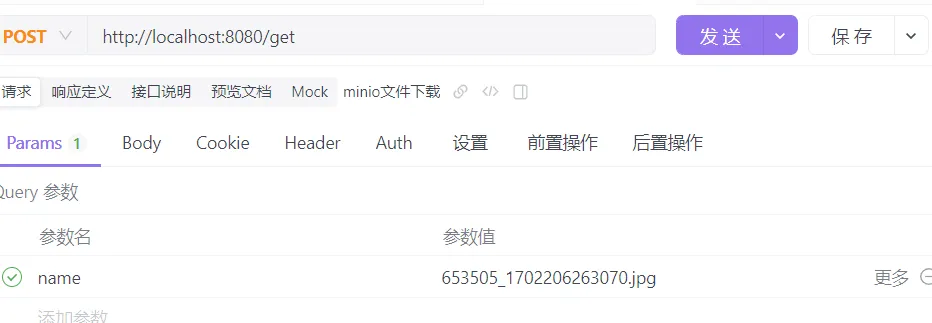 POST http://localhost:8080/get 发送 保存
请求 响应定义 接口说明 预览文档 Mock minio文件下载
Params 1 Body Cookie Header Auth 设置 前置操作 后置操作
Query 参数
参数名 参数值
name 653505_1702206263070.jpg 更多
添加参数